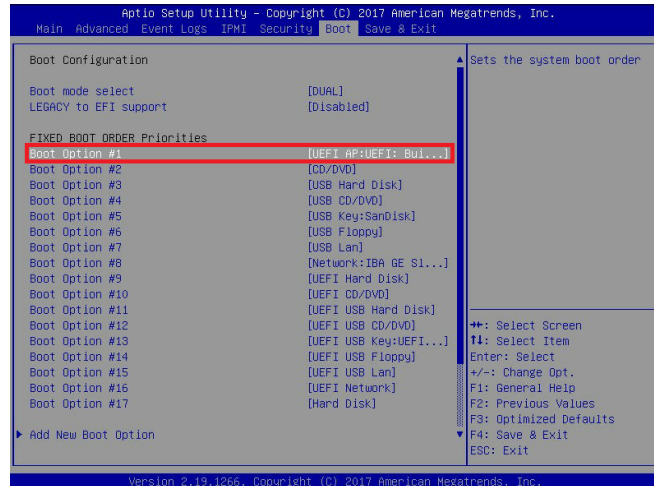 Aptio Setup Utility – Copyright (C) 2017 American Megatrends, Inc.
Main Advanced Event Logs IPMI Security Boot Save & Exit
Boot Configuration
Boot mode select [DUAL]
LEGACY to EFI support [Disabled]
FIXED BOOT ORDER Priorities
Boot Option #1 [UEFI AP:UEFI: Bui...]
Boot Option #2 [CD/DVD]
Boot Option #3 [USB Hard Disk]
Boot Option #4 [USB CD/DVD]
Boot Option #5 [USB Key:SanDisk]
Boot Option #6 [USB Floppy]
Boot Option #7 [USB Lan]
Boot Option #8 [Network:IBA GE Sl...]
Boot Option #9 [UEFI Hard Disk]
Boot Option #10 [UEFI CD/DVD]
Boot Option #11 [UEFI USB Hard Disk]
Boot Option #12 [UEFI USB CD/DVD]
Boot Option #13 [UEFI USB Key:UEFI...]
Boot Option #14 [UEFI USB Floppy]
Boot Option #15 [UEFI USB Lan]
Boot Option #16 [UEFI Network]
Boot Option #17 [Hard Disk]
Add New Boot Option
Sets the system boot order
→←: Select Screen
↑↓: Select Item
Enter: Select
+/-: Change Opt.
F1: General Help
F2: Previous Values
F3: Optimized Defaults
F4: Save & Exit
ESC: Exit
Version 2.19.1266. Copyright (C) 2017 American Megatrends, Inc.